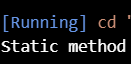 [Running] cd '
Static method